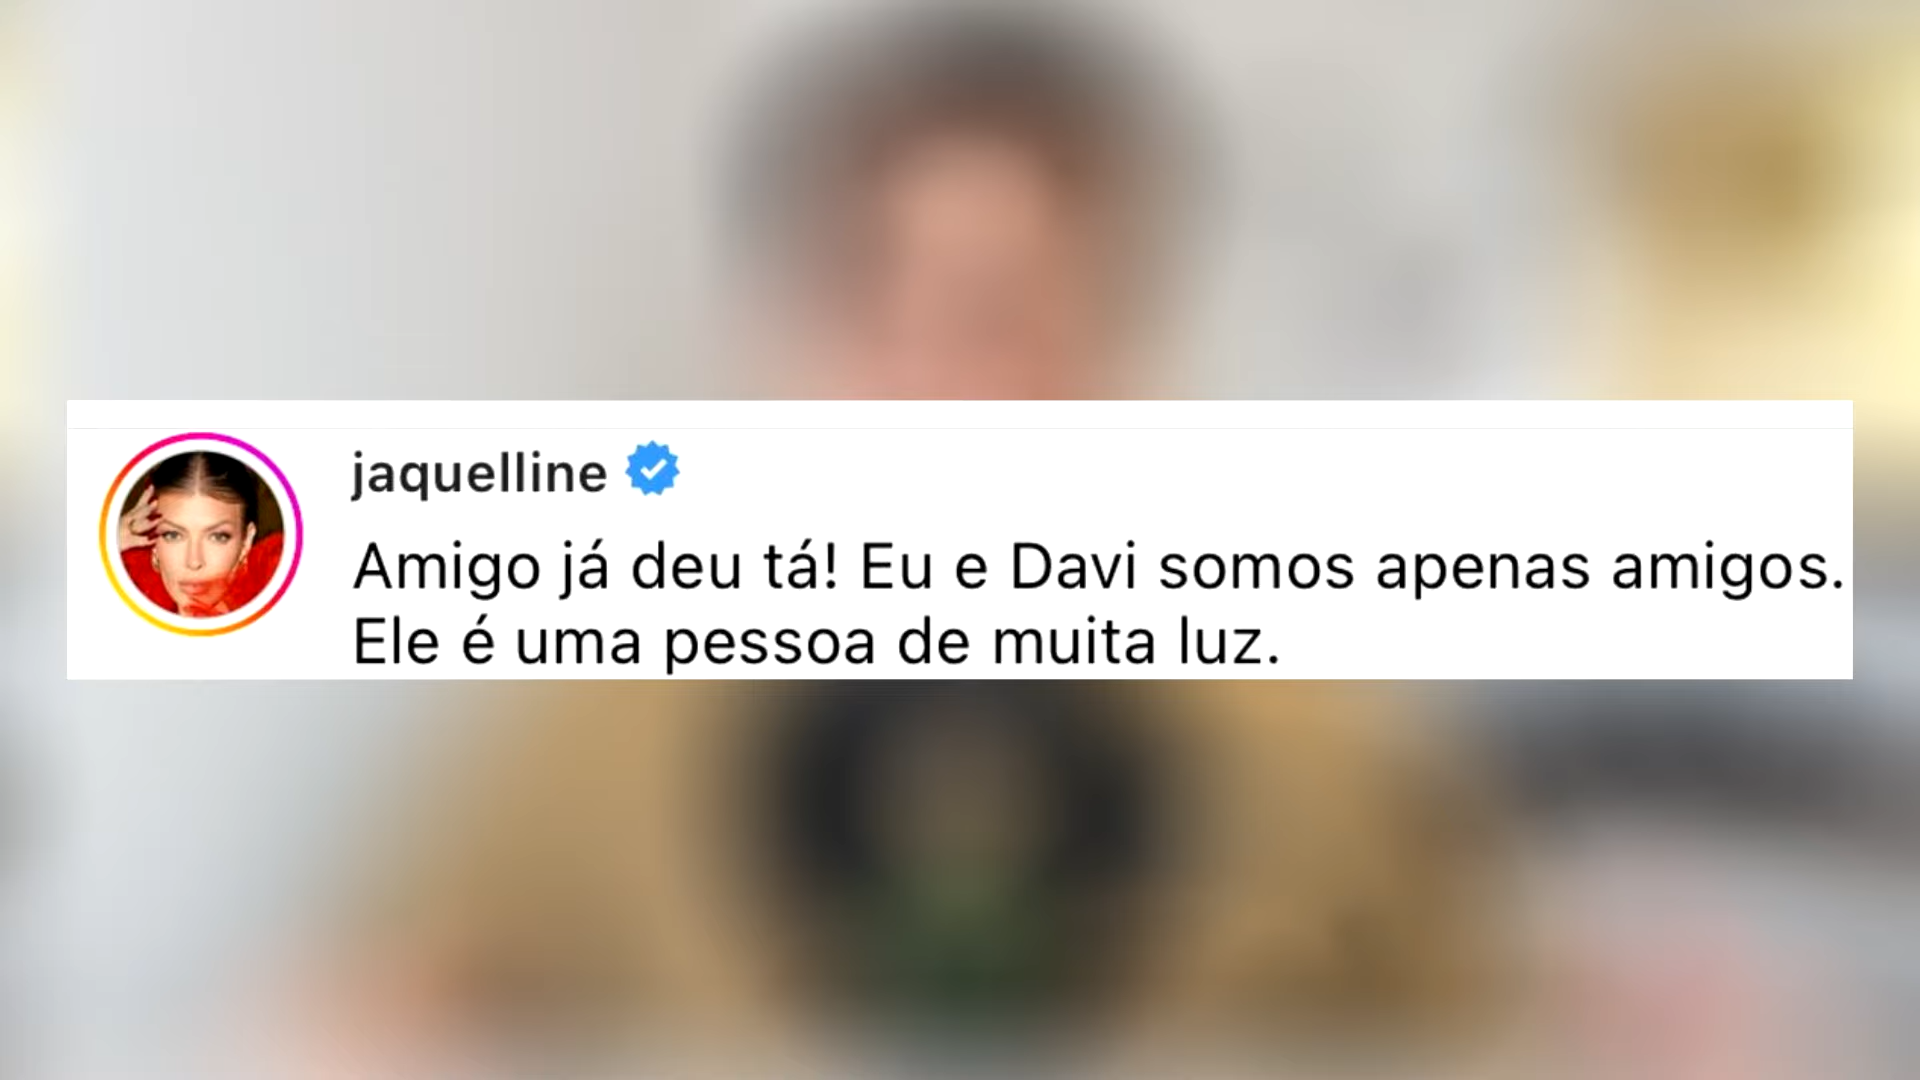 jaquelline
Amigo já deu tá! Eu e Davi somos apenas amigos.
Ele é uma pessoa de muita luz.